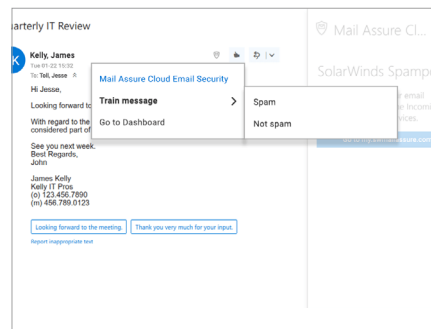 arterly IT Review
Kelly, James
Tue 01-22 15:32
To: Toll, Jesse
Hi Jesse,
Looking forward to
With regard to the
considered part of
See you next week.
Best Regards,
John
James Kelly
Kelly IT Pros
(o) 123.456.7890
(m) 456.789.0123
Looking forward to the meeting.
Thank you very much for your input.
Report inappropriate text
Mail Assure Cloud Email Security
Train message
Go to Dashboard
Spam
Not spam
Mail Assure Cl...
SolarWinds Spamp
r email
e Incom
vices.